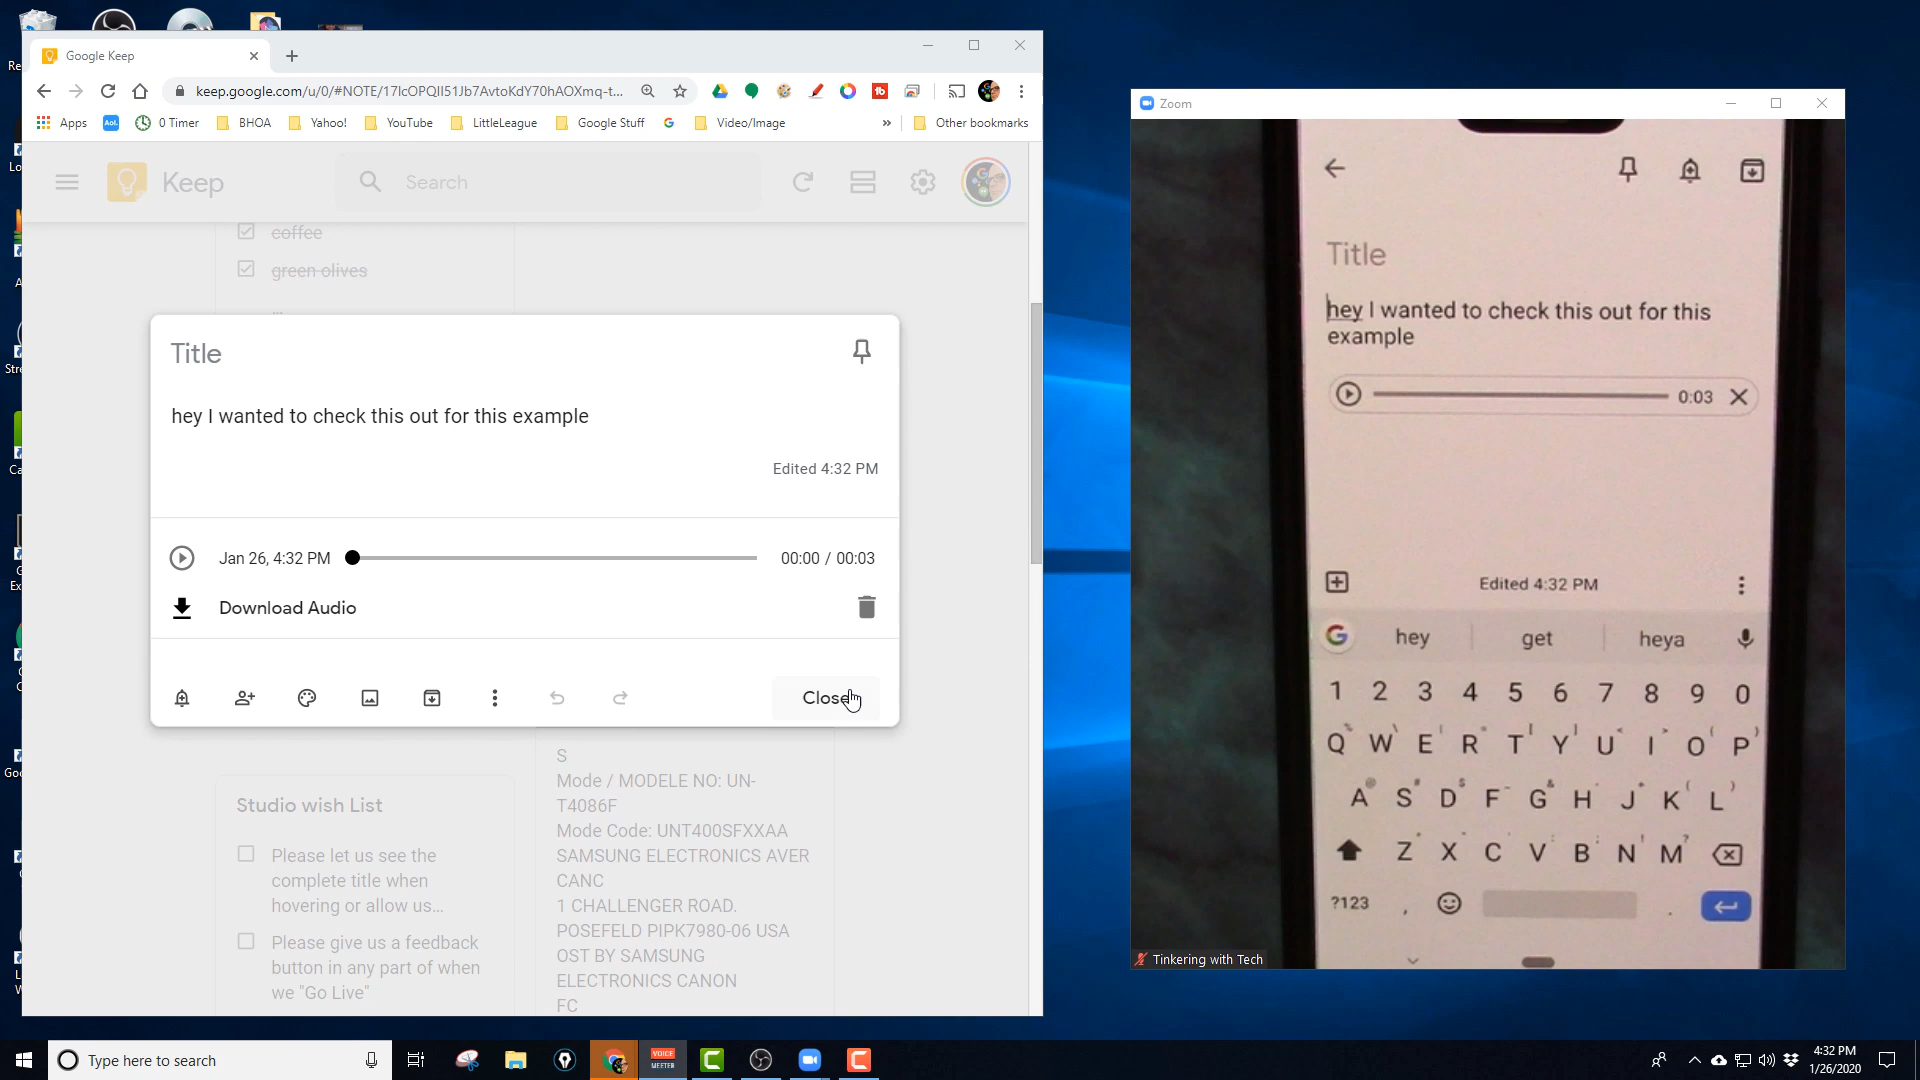 Google Keep
keep.google.com/u/0/#NOTE/17IcOPQII51Jb7AvtoKdY70hAOXmq-t...
Apps
Aol.
0 Timer
BHOA
Yahoo!
YouTube
LittleLeague
Google Stuff
Video/Image
»
Other bookmarks
Keep
Search
coffee
green olives
Title
hey I wanted to check this out for this example
Edited 4:32 PM
Jan 26, 4:32 PM
00:00 / 00:03
Download Audio
Close
Studio wish List
Please let us see the
complete title when
hovering or allow us...
Please give us a feedback
button in any part of when
we "Go Live"
S
Mode / MODELE NO: UN-
T4086F
Mode Code: UNT400SFXXAA
SAMSUNG ELECTRONICS AVER
CANC
1 CHALLENGER ROAD.
POSEFELD PIPK7980-06 USA
OST BY SAMSUNG
ELECTRONICS CANON
FC
Zoom
Title
hey I wanted to check this out for this
example
0:03
Edited 4:32 PM
hey get heya
1 2 3 4 5 6 7 8 9 0
Q W E R T Y U I O P
A S D F G H J K L
Z X C V B N M
?123 , .
Tinkering with Tech
Type here to search
VOICE
MEETER
4:32 PM
1/26/2020